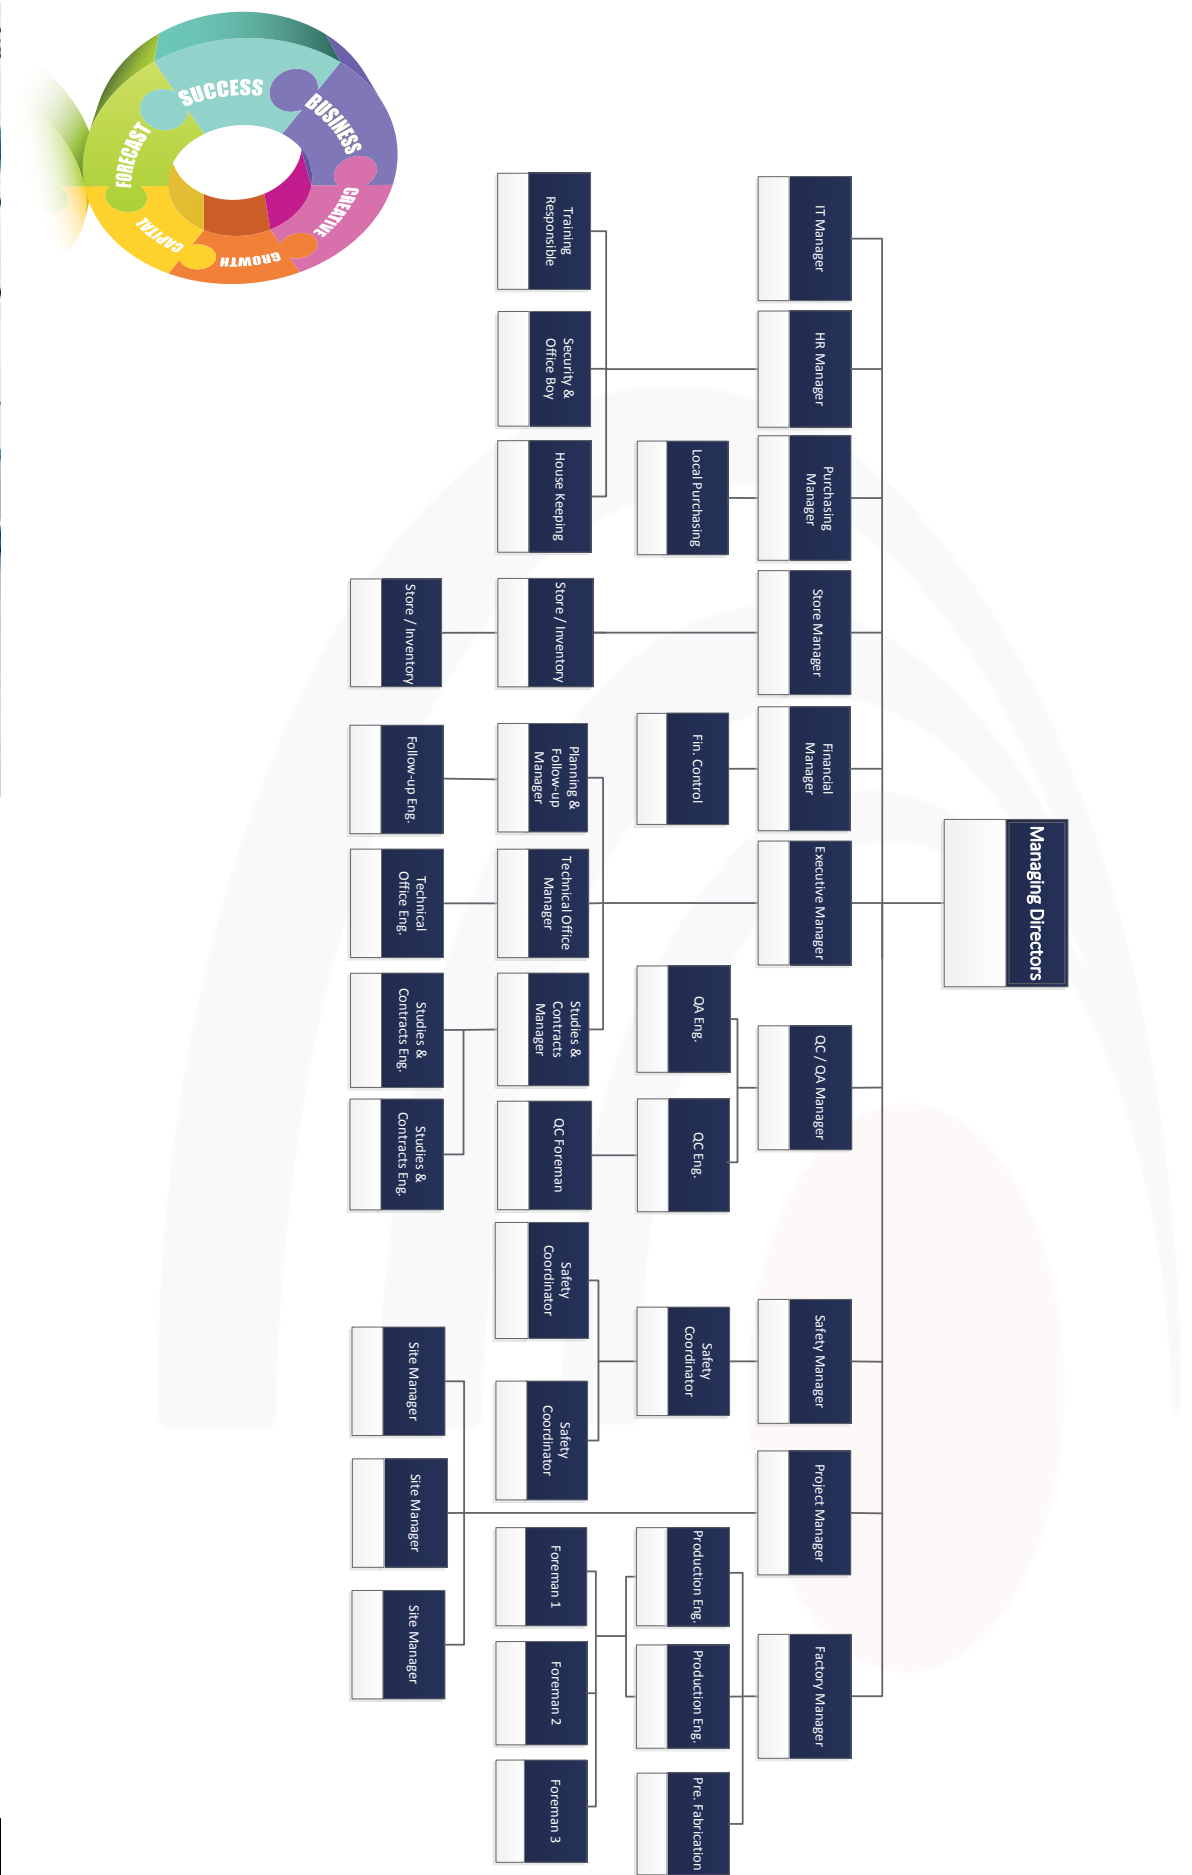 Managing Directors
IT Manager
HR Manager
Purchasing
Manager
Store Manager
Financial
Manager
Executive Manager
QC / QA Manager
Safety Manager
Project Manager
Factory Manager
Local Purchasing
Fin. Control
QA Eng.
QC Eng.
Safety
Coordinator
Production Eng.
Production Eng.
Pre. Fabrication
Training
Responsible
Security &
Office Boy
House Keeping
Store / Inventory
Planning &
Follow-up
Manager
Technical Office
Manager
Studies &
Contracts
Manager
QC Foreman
Safety
Coordinator
Safety
Coordinator
Foreman 1
Foreman 2
Foreman 3
Store / Inventory
Follow-up Eng.
Technical
Office Eng.
Studies &
Contracts Eng.
Studies &
Contracts Eng.
Site Manager
Site Manager
Site Manager
SUCCESS
BUSINESS
CREATIVE
GROWTH
CAPITAL
FORECAST